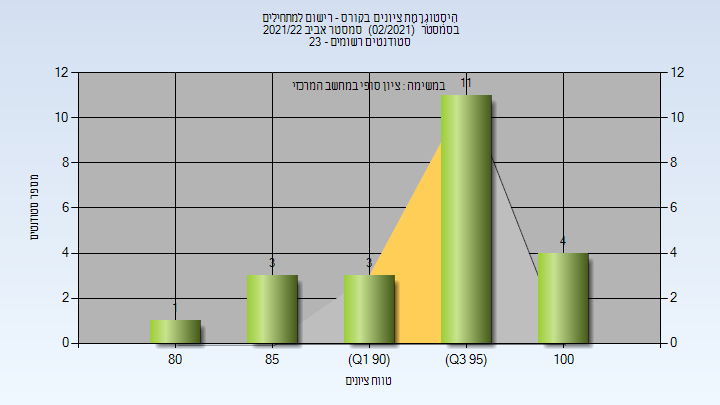 היסטוגרמת ציונים בקורס - רישום למתחילים
בסמסטר (02/2021) סמסטר אביב 2021/22
סטודנטים רשומים - 23
במשימה : ציון סופי במחשב המרכזי
מספר סטודנטים
12 12
10 10
8 8
6 6
4 4
2 2
0 0
1 3 3 11 4
80 85 (Q1 90) (Q3 95) 100
טווח ציונים